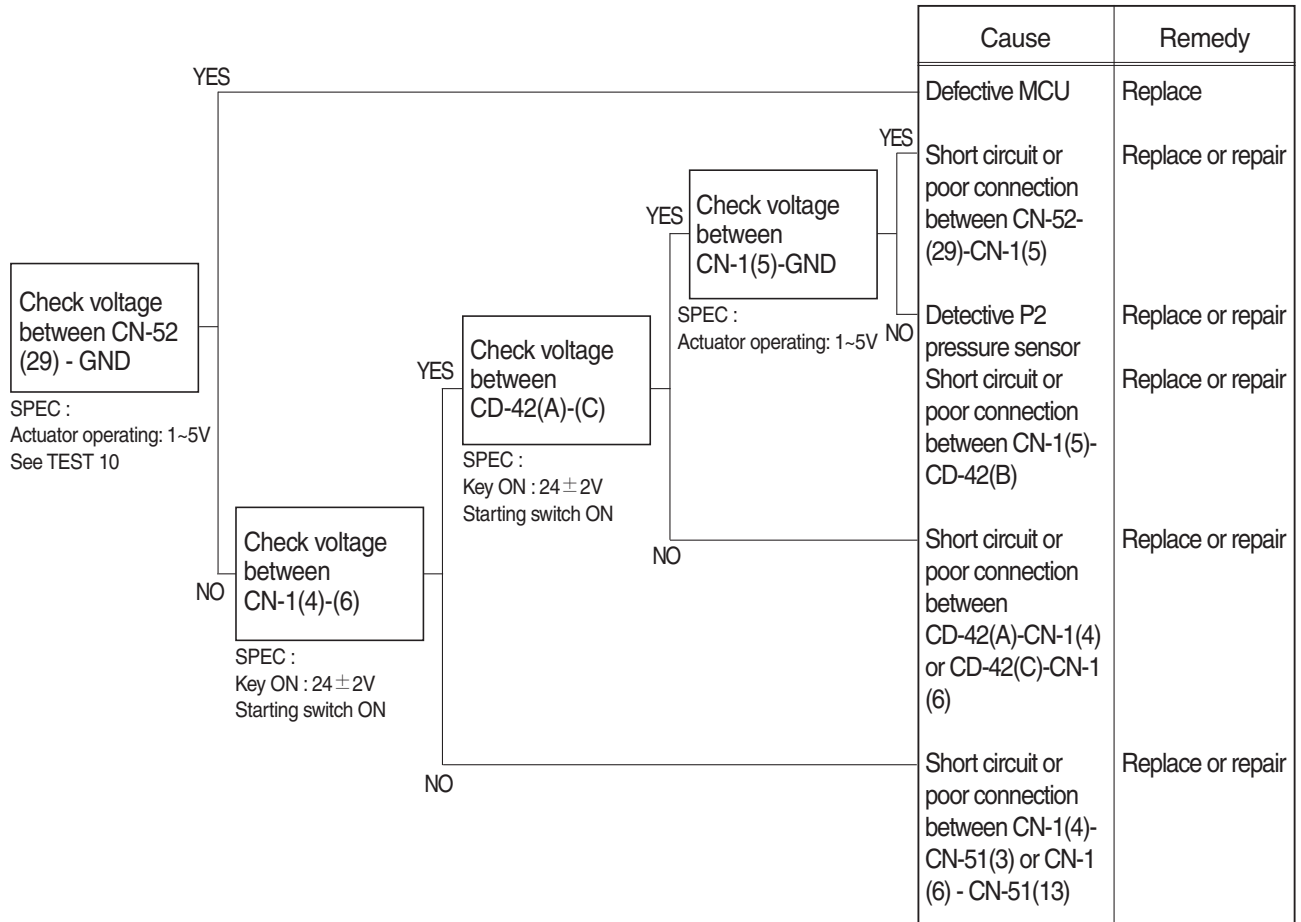 Cause
Remedy
YES
Defective MCU
Replace
YES
Short circuit or
poor connection
between CN-52-
(29)-CN-1(5)
Replace or repair
YES
Check voltage
between
CN-1(5)-GND
SPEC :
Actuator operating: 1~5V
NO
Detective P2
pressure sensor
Replace or repair
Short circuit or
poor connection
between CN-1(5)-
CD-42(B)
Replace or repair
Check voltage
between CN-52
(29) - GND
SPEC :
Actuator operating: 1~5V
See TEST 10
YES
Check voltage
between
CD-42(A)-(C)
SPEC :
Key ON : 24±2V
Starting switch ON
NO
Short circuit or
poor connection
between
CD-42(A)-CN-1(4)
or CD-42(C)-CN-1
(6)
Replace or repair
NO
Check voltage
between
CN-1(4)-(6)
SPEC :
Key ON : 24±2V
Starting switch ON
NO
Short circuit or
poor connection
between CN-1(4)-
CN-51(3) or CN-1
(6) - CN-51(13)
Replace or repair